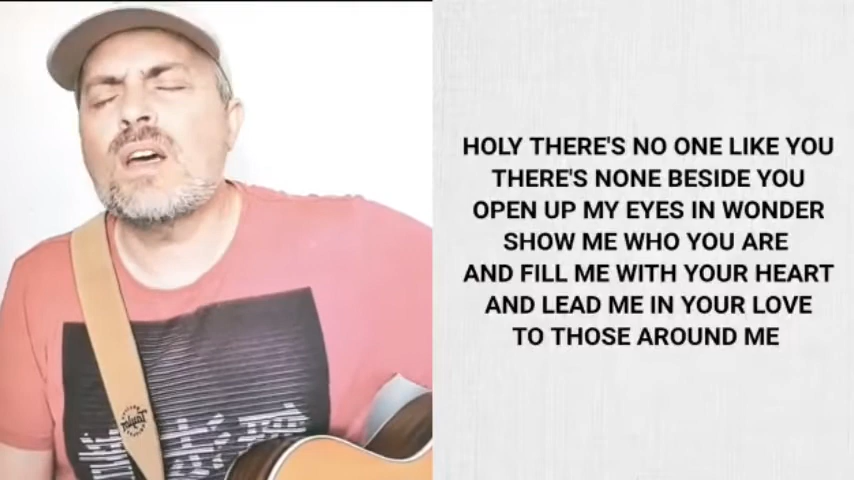 HOLY THERE'S NO ONE LIKE YOU
THERE'S NONE BESIDE YOU
OPEN UP MY EYES IN WONDER
SHOW ME WHO YOU ARE
AND FILL ME WITH YOUR HEART
AND LEAD ME IN YOUR LOVE
TO THOSE AROUND ME